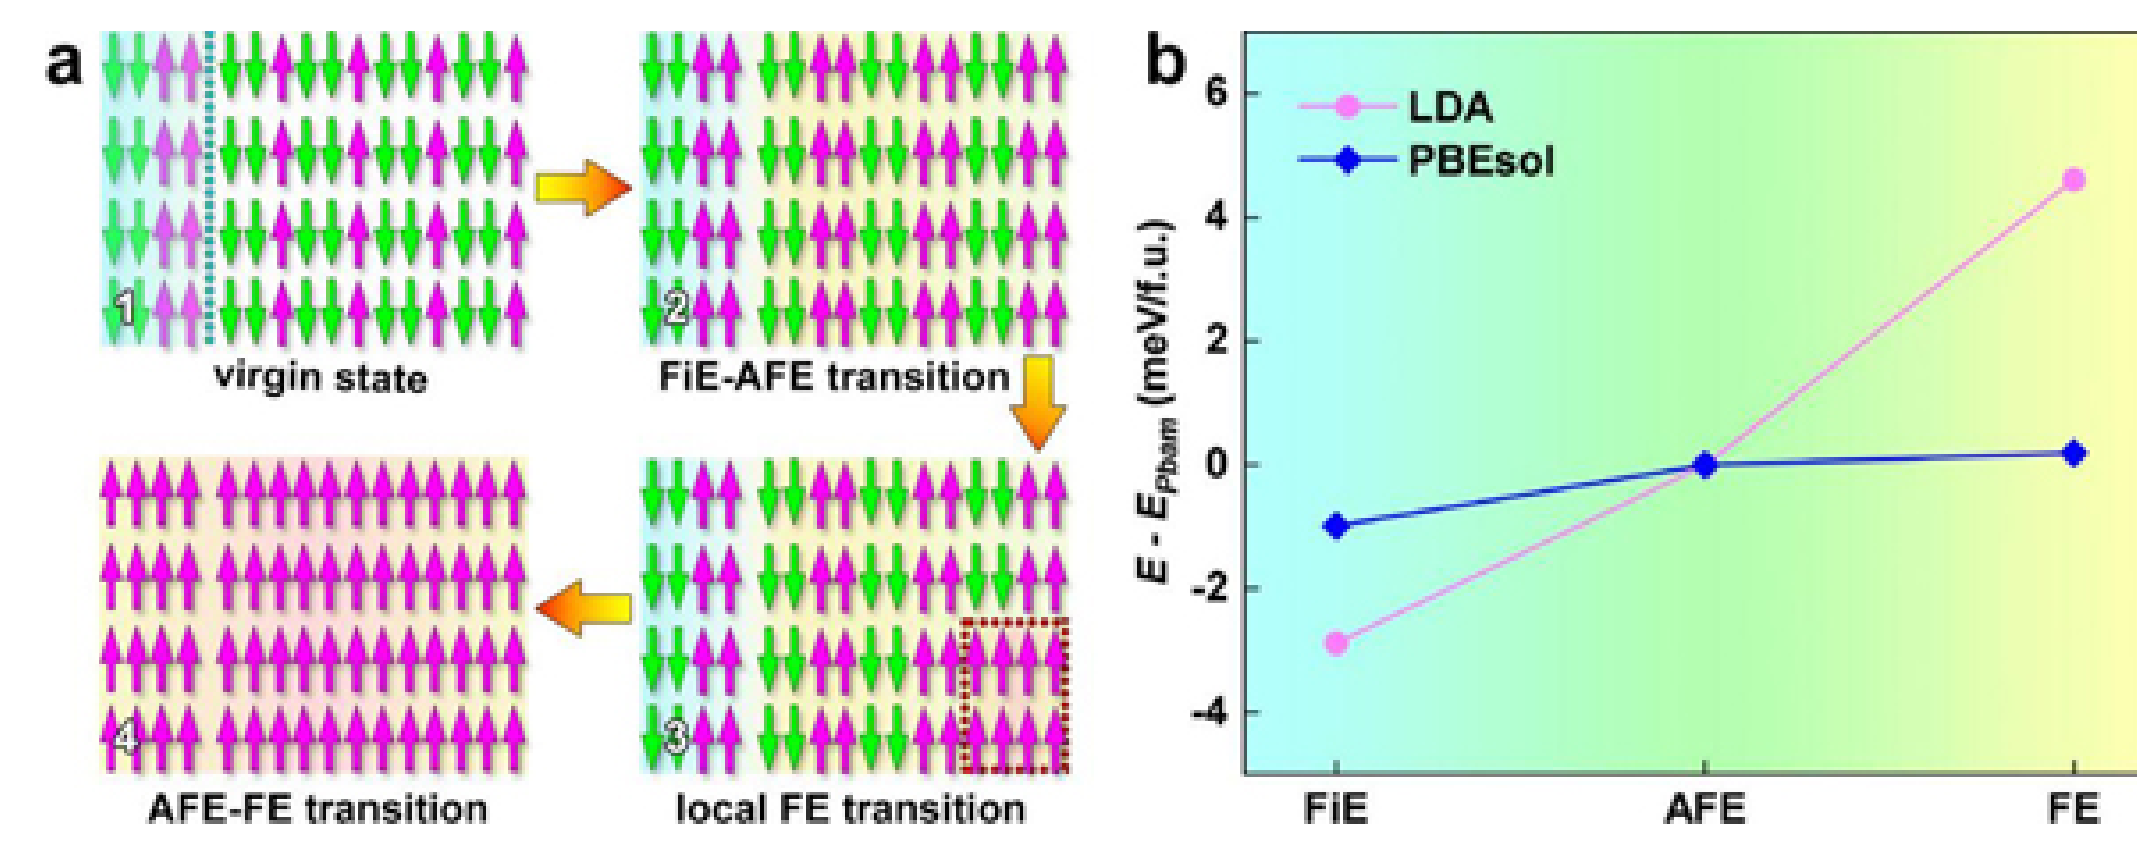 a
1
virgin state
2
FiE-AFE transition
4
AFE-FE transition
3
local FE transition
b
LDA
PBEsol
E - E_Pbam (meV/f.u.)
6
4
2
0
-2
-4
FiE
AFE
FE